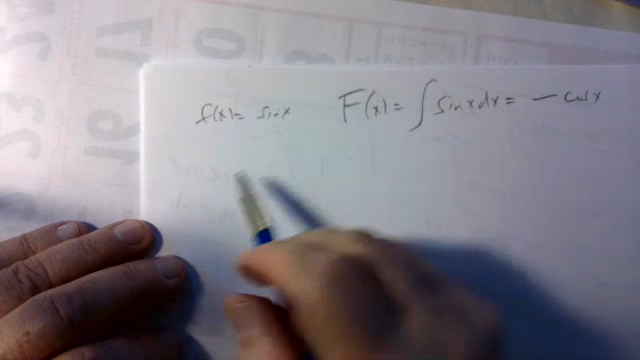 f(x) = sin x F(x) = ∫ sin x dx = − cos x